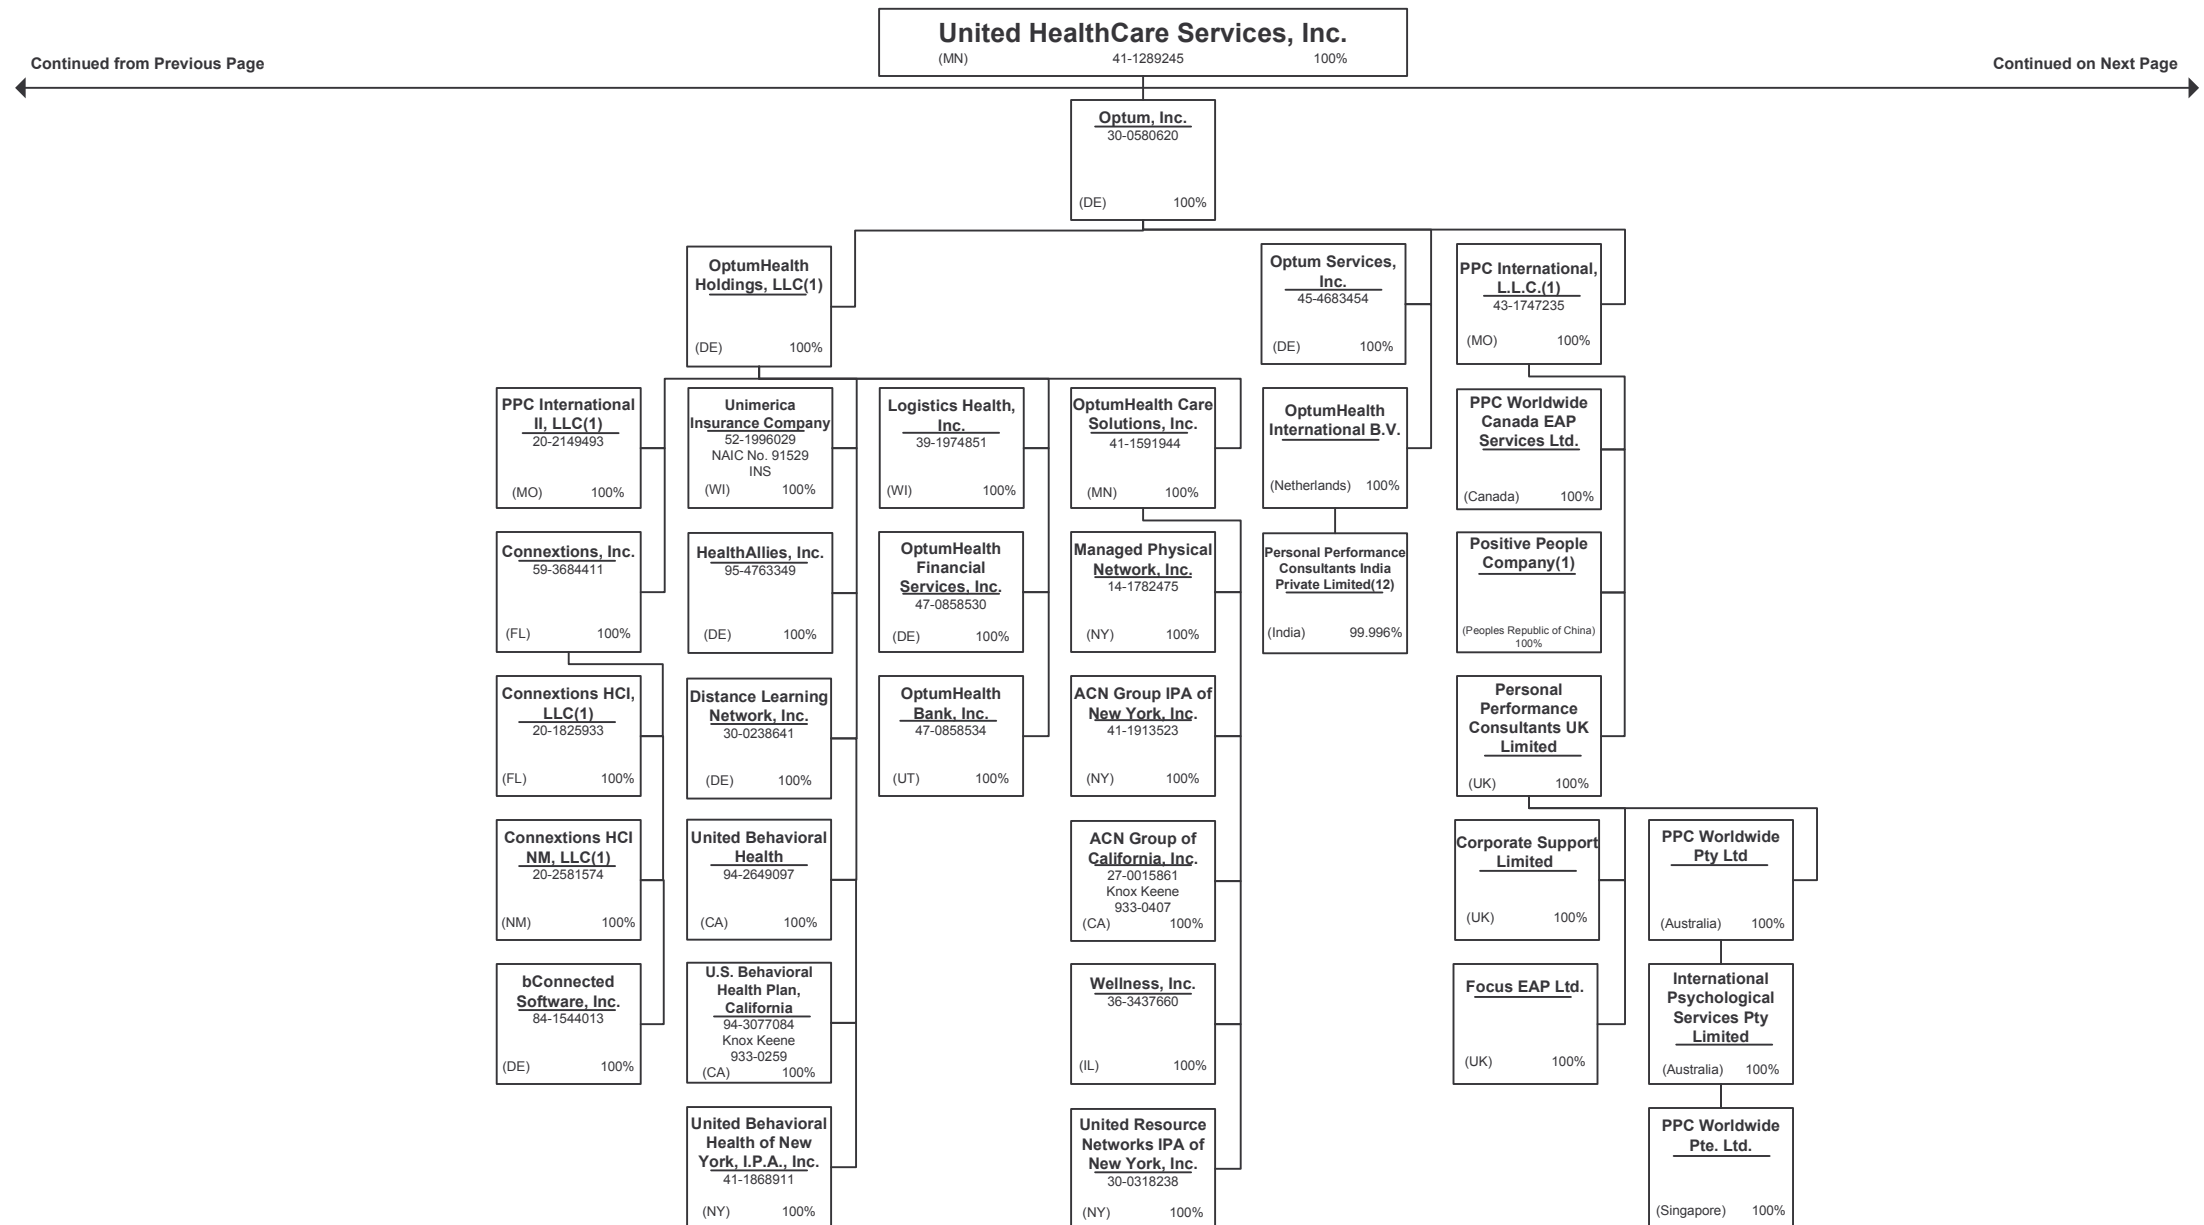 United HealthCare Services, Inc.
(MN) 41-1289245 100%
Continued from Previous Page
Continued on Next Page
Optum, Inc.
30-0580620
(DE) 100%
OptumHealth
Holdings, LLC(1)
(DE) 100%
Optum Services,
Inc.
45-4683454
(DE) 100%
PPC International,
L.L.C.(1)
43-1747235
(MO) 100%
PPC International
II, LLC(1)
20-2149493
(MO) 100%
Unimerica
Insurance Company
52-1996029
NAIC No. 91529
INS
(WI) 100%
Logistics Health,
Inc.
39-1974851
(WI) 100%
OptumHealth Care
Solutions, Inc.
41-1591944
(MN) 100%
OptumHealth
International B.V.
(Netherlands) 100%
PPC Worldwide
Canada EAP
Services Ltd.
(Canada) 100%
Connextions, Inc.
59-3684411
(FL) 100%
HealthAllies, Inc.
95-4763349
(DE) 100%
OptumHealth
Financial
Services, Inc.
47-0858530
(DE) 100%
Managed Physical
Network, Inc.
14-1782475
(NY) 100%
Personal Performance
Consultants India
Private Limited(12)
(India) 99.996%
Positive People
Company(1)
(Peoples Republic of China)
100%
Connextions HCI,
LLC(1)
20-1825933
(FL) 100%
Distance Learning
Network, Inc.
30-0238641
(DE) 100%
OptumHealth
Bank, Inc.
47-0858534
(UT) 100%
ACN Group IPA of
New York, Inc.
41-1913523
(NY) 100%
Personal
Performance
Consultants UK
Limited
(UK) 100%
Connextions HCI
NM, LLC(1)
20-2581574
(NM) 100%
United Behavioral
Health
94-2649097
(CA) 100%
ACN Group of
California, Inc.
27-0015861
Knox Keene
933-0407
(CA) 100%
Corporate Support
Limited
(UK) 100%
PPC Worldwide
Pty Ltd
(Australia) 100%
bConnected
Software, Inc.
84-1544013
(DE) 100%
U.S. Behavioral
Health Plan,
California
94-3077084
Knox Keene
933-0259
(CA) 100%
Wellness, Inc.
36-3437660
(IL) 100%
Focus EAP Ltd.
(UK) 100%
International
Psychological
Services Pty
Limited
(Australia) 100%
United Behavioral
Health of New
York, I.P.A., Inc.
41-1868911
(NY) 100%
United Resource
Networks IPA of
New York, Inc.
30-0318238
(NY) 100%
PPC Worldwide
Pte. Ltd.
(Singapore) 100%